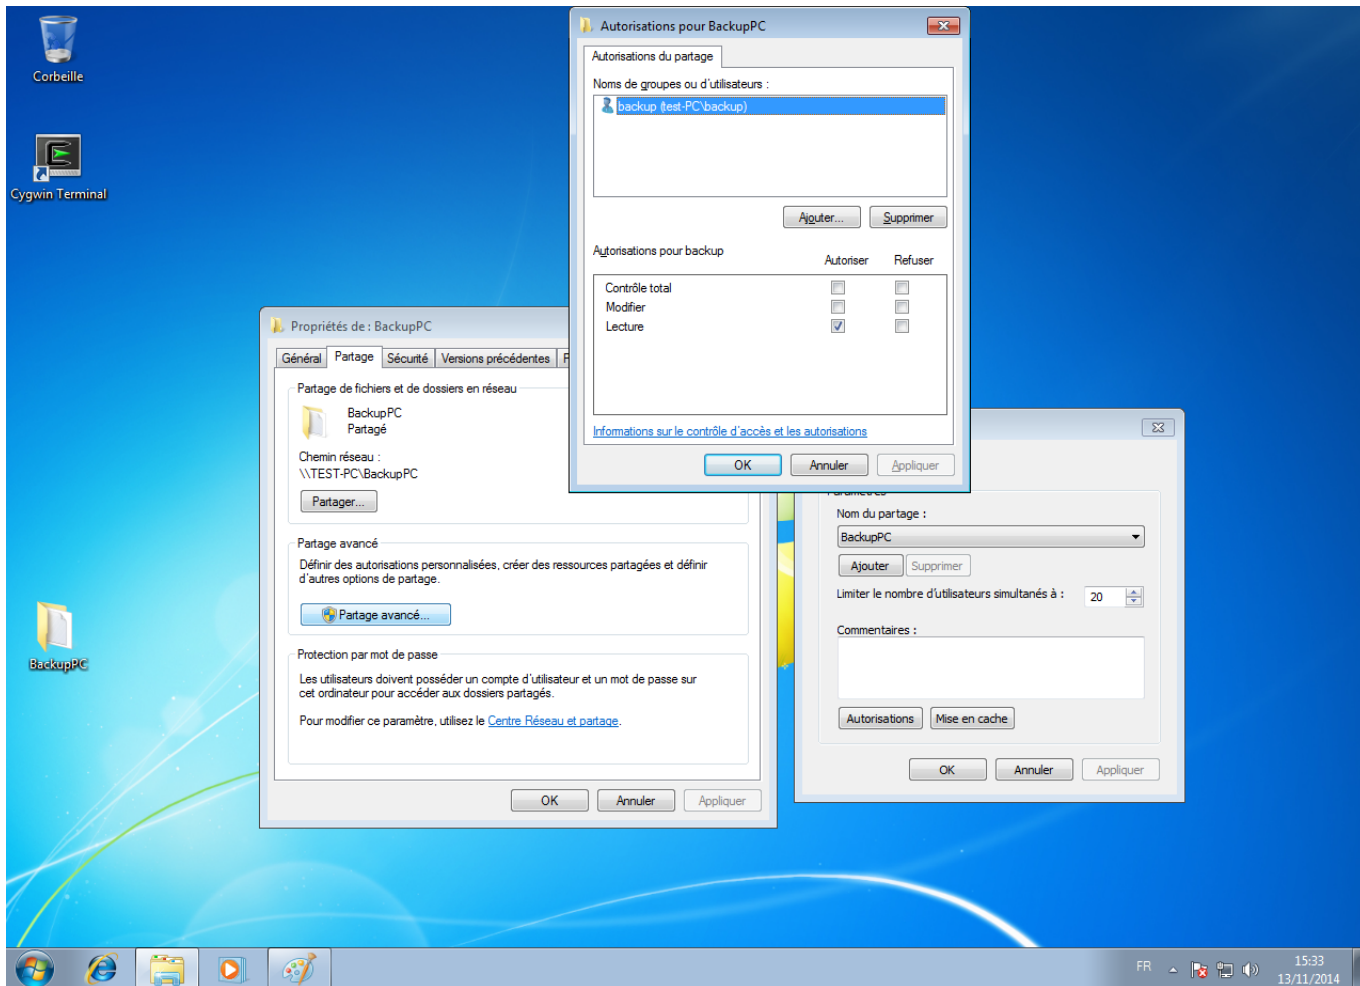 Corbeille
Cygwin Terminal
BackupPC
Autorisations pour BackupPC
Autorisations du partage
Noms de groupes ou d'utilisateurs :
backup (test-PC\backup)
Ajouter...
Supprimer
Autorisations pour backup
Autoriser
Refuser
Contrôle total
Modifier
Lecture
Informations sur le contrôle d'accès et les autorisations
OK
Annuler
Appliquer
Propriétés de : BackupPC
Général
Partage
Sécurité
Versions précédentes
Partage de fichiers et de dossiers en réseau
BackupPC
Partagé
Chemin réseau :
\\TEST-PC\BackupPC
Partager...
Partage avancé
Définir des autorisations personnalisées, créer des ressources partagées et définir
d'autres options de partage.
Partage avancé...
Protection par mot de passe
Les utilisateurs doivent posséder un compte d'utilisateur et un mot de passe sur
cet ordinateur pour accéder aux dossiers partagés.
Pour modifier ce paramètre, utilisez le Centre Réseau et partage.
OK
Annuler
Appliquer
Nom du partage :
BackupPC
Ajouter
Supprimer
Limiter le nombre d'utilisateurs simultanés à :
20
Commentaires :
Autorisations
Mise en cache
OK
Annuler
Appliquer
FR
15:33
13/11/2014